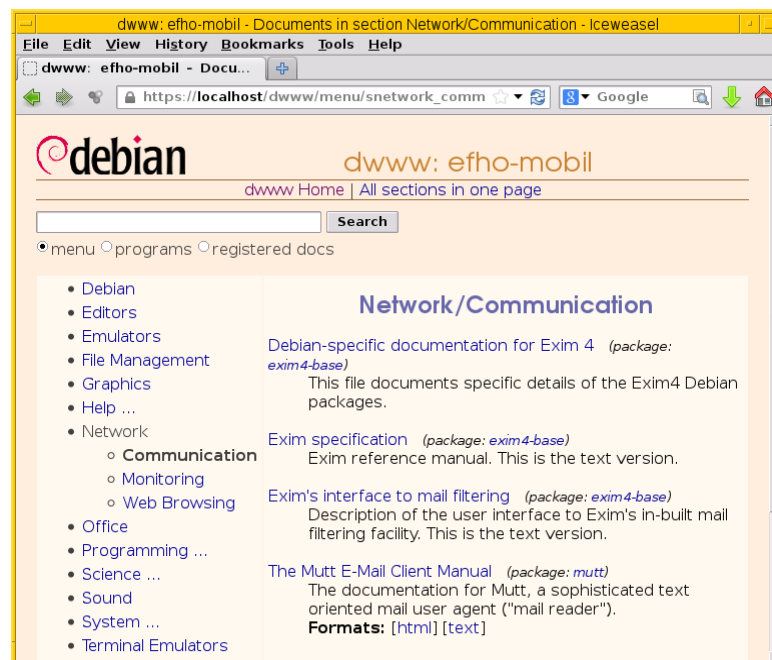 dwww: efho-mobil - Documents in section Network/Communication - Iceweasel
File Edit View History Bookmarks Tools Help
dwww: efho-mobil - Docu...
https://localhost/dwww/menu/snetwork_comm
Google
debian
dwww: efho-mobil
dwww Home | All sections in one page
Search
menu programs registered docs
Debian
Editors
Emulators
File Management
Graphics
Help ...
Network
Communication
Monitoring
Web Browsing
Office
Programming ...
Science ...
Sound
System ...
Terminal Emulators
Network/Communication
Debian-specific documentation for Exim 4 (package:
exim4-base)
This file documents specific details of the Exim4 Debian
packages.
Exim specification (package: exim4-base)
Exim reference manual. This is the text version.
Exim's interface to mail filtering (package: exim4-base)
Description of the user interface to Exim's in-built mail
filtering facility. This is the text version.
The Mutt E-Mail Client Manual (package: mutt)
The documentation for Mutt, a sophisticated text
oriented mail user agent ("mail reader").
Formats: [html] [text]